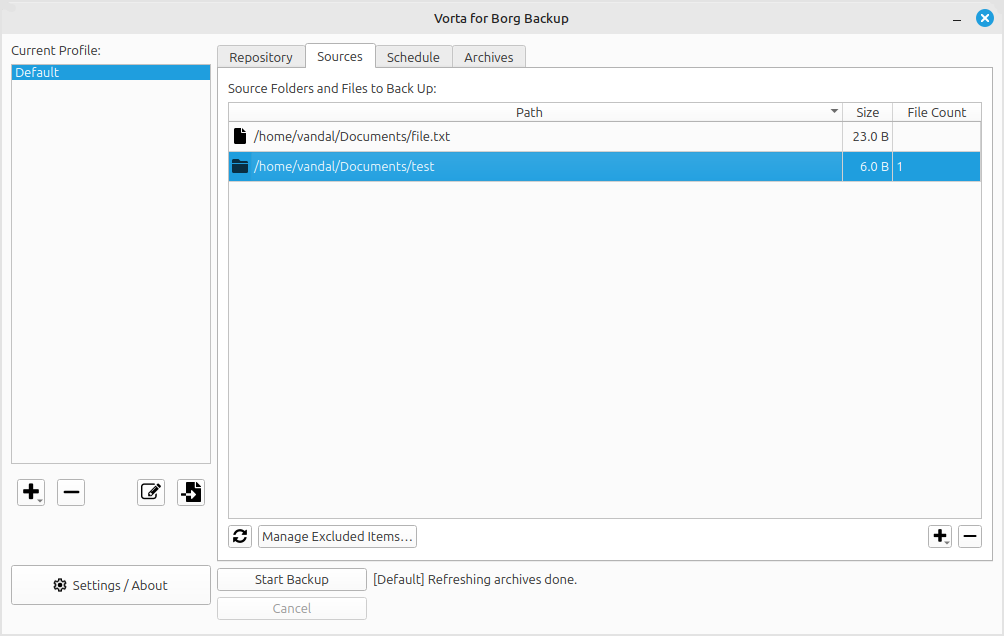 Vorta for Borg Backup
Current Profile:
Default
Repository
Sources
Schedule
Archives
Source Folders and Files to Back Up:
Path
Size
File Count
/home/vandal/Documents/file.txt
23.0 B
/home/vandal/Documents/test
6.0 B
1
Manage Excluded Items...
Settings / About
Start Backup
[Default] Refreshing archives done.
Cancel